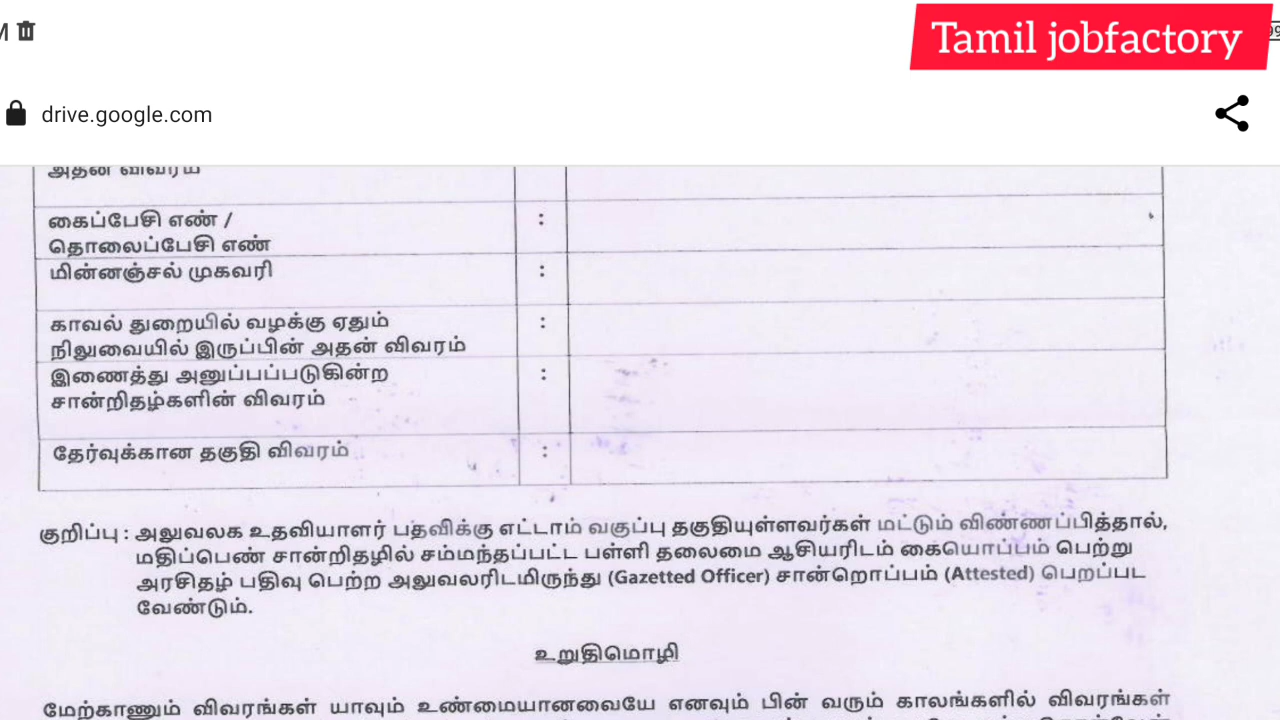 M
Tamil jobfactory
99
drive.google.com
அதன் விவரம்
கைப்பேசி எண் / :
தொலைப்பேசி எண்
மின்னஞ்சல் முகவரி :
காவல் துறையில் வழக்கு ஏதும் :
நிலுவையில் இருப்பின் அதன் விவரம்
இணைத்து அனுப்பப்படுகின்ற :
சான்றிதழ்களின் விவரம்
தேர்வுக்கான தகுதி விவரம் :
குறிப்பு : அலுவலக உதவியாளர் பதவிக்கு எட்டாம் வகுப்பு தகுதியுள்ளவர்கள் மட்டும் விண்ணப்பித்தால்,
மதிப்பெண் சான்றிதழில் சம்மந்தப்பட்ட பள்ளி தலைமை ஆசியரிடம் கையொப்பம் பெற்று
அரசிதழ் பதிவு பெற்ற அலுவலரிடமிருந்து (Gazetted Officer) சான்றொப்பம் (Attested) பெறப்பட
வேண்டும்.
உறுதிமொழி
மேற்காணும் விவரங்கள் யாவும் உண்மையானவையே எனவும் பின் வரும் காலங்களில் விவரங்கள்